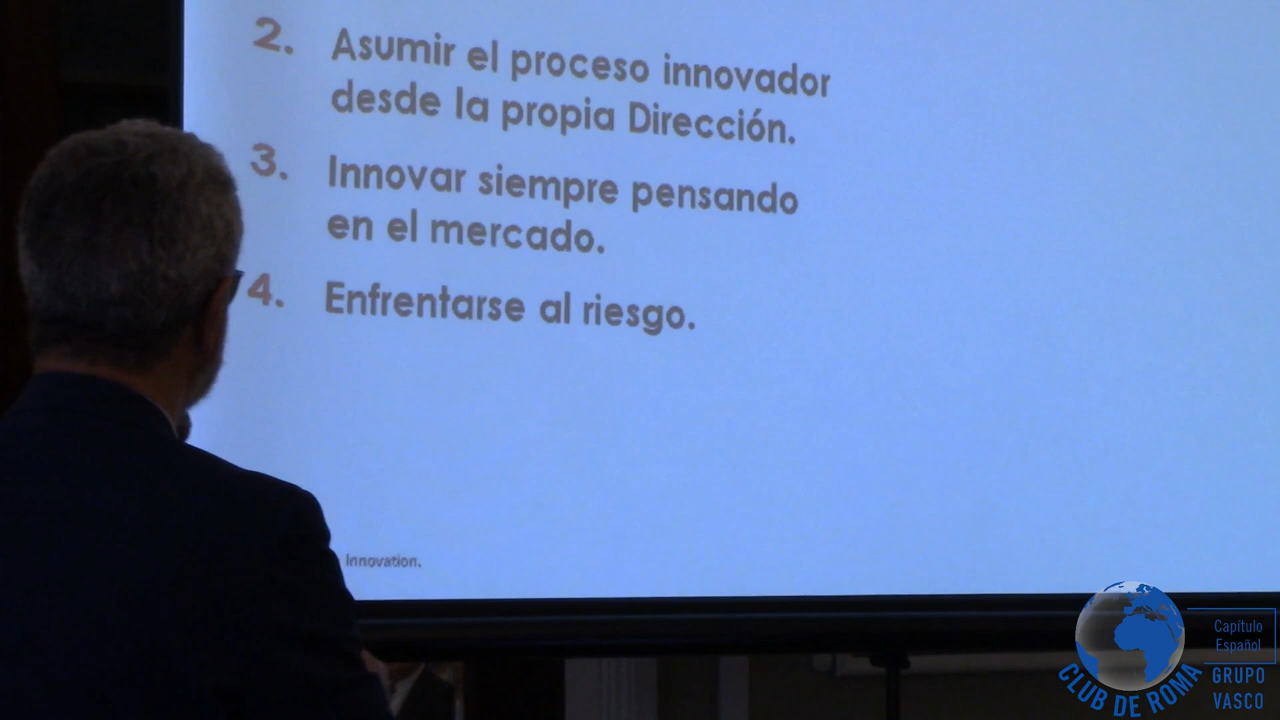 2. Asumir el proceso innovador
desde la propia Dirección.
3. Innovar siempre pensando
en el mercado.
4. Enfrentarse al riesgo.
Innovation.
Capítulo
Español
CLUB DE ROMA
GRUPO
VASCO